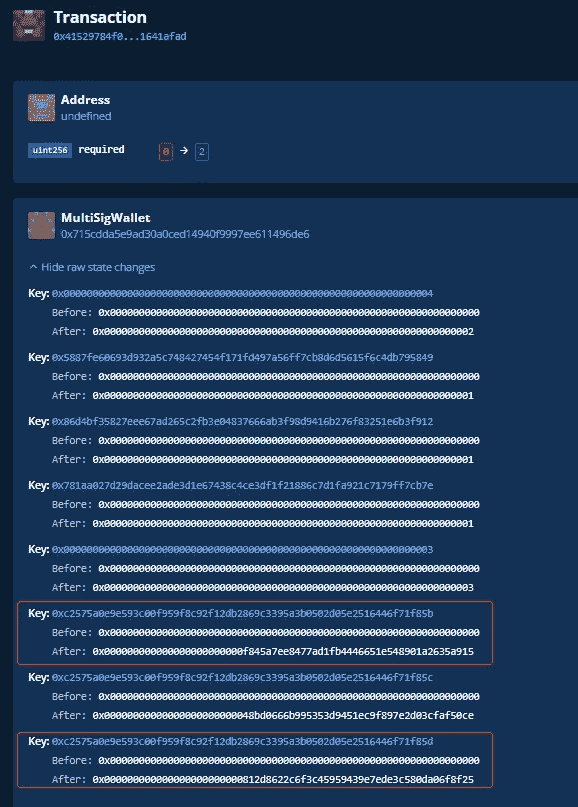 Transaction
0x41529784f0...1641afad
Address
undefined
uint256 required 0 → 2
MultiSigWallet
0x715cdda5e9ad30a0ced14940f9997ee611496de6
Hide raw state changes
Key: 0x0000000000000000000000000000000000000000000000000000000000000004
Before: 0x0000000000000000000000000000000000000000000000000000000000000000
After: 0x0000000000000000000000000000000000000000000000000000000000000002
Key: 0x5887fe60693d932a5c748427454f171fd497a56ff7cb8d6d5615f6c4db795849
Before: 0x0000000000000000000000000000000000000000000000000000000000000000
After: 0x0000000000000000000000000000000000000000000000000000000000000001
Key: 0x86d4bf35827eee67ad265c2fb3e04837666ab3f98d9416b276f83251e6b3f912
Before: 0x0000000000000000000000000000000000000000000000000000000000000000
After: 0x0000000000000000000000000000000000000000000000000000000000000001
Key: 0x781aa027d29dacee2ade3d1e67438c4ce3df1f21886c7d1fa921c7179ff7cb7e
Before: 0x0000000000000000000000000000000000000000000000000000000000000000
After: 0x0000000000000000000000000000000000000000000000000000000000000001
Key: 0x0000000000000000000000000000000000000000000000000000000000000003
Before: 0x0000000000000000000000000000000000000000000000000000000000000000
After: 0x0000000000000000000000000000000000000000000000000000000000000003
Key: 0xc2575a0e9e593c00f959f8c92f12db2869c3395a3b0502d05e2516446f71f85b
Before: 0x0000000000000000000000000000000000000000000000000000000000000000
After: 0x000000000000000000000000f845a7ee8477ad1fb4446651e548901a2635a915
Key: 0xc2575a0e9e593c00f959f8c92f12db2869c3395a3b0502d05e2516446f71f85c
Before: 0x0000000000000000000000000000000000000000000000000000000000000000
After: 0x00000000000000000000000048bd0666b995353d9451ec9f897e2d03cfaf50ce
Key: 0xc2575a0e9e593c00f959f8c92f12db2869c3395a3b0502d05e2516446f71f85d
Before: 0x0000000000000000000000000000000000000000000000000000000000000000
After: 0x000000000000000000000000812d8622c6f3c45959439e7ede3c580da06f8f25